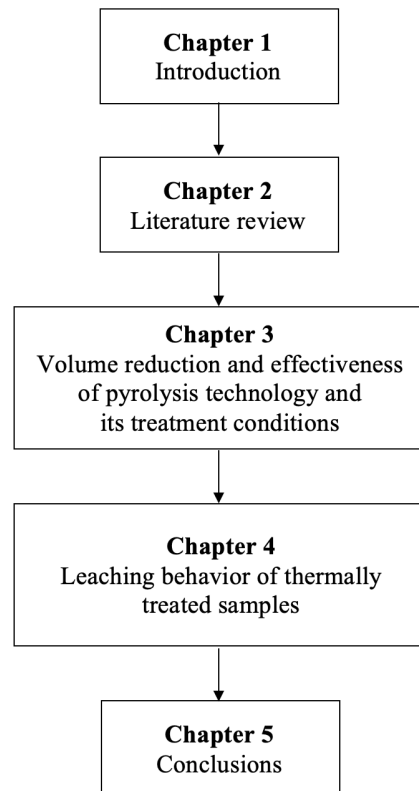 Chapter 1
Introduction
Chapter 2
Literature review
Chapter 3
Volume reduction and effectiveness
of pyrolysis technology and
its treatment conditions
Chapter 4
Leaching behavior of thermally
treated samples
Chapter 5
Conclusions